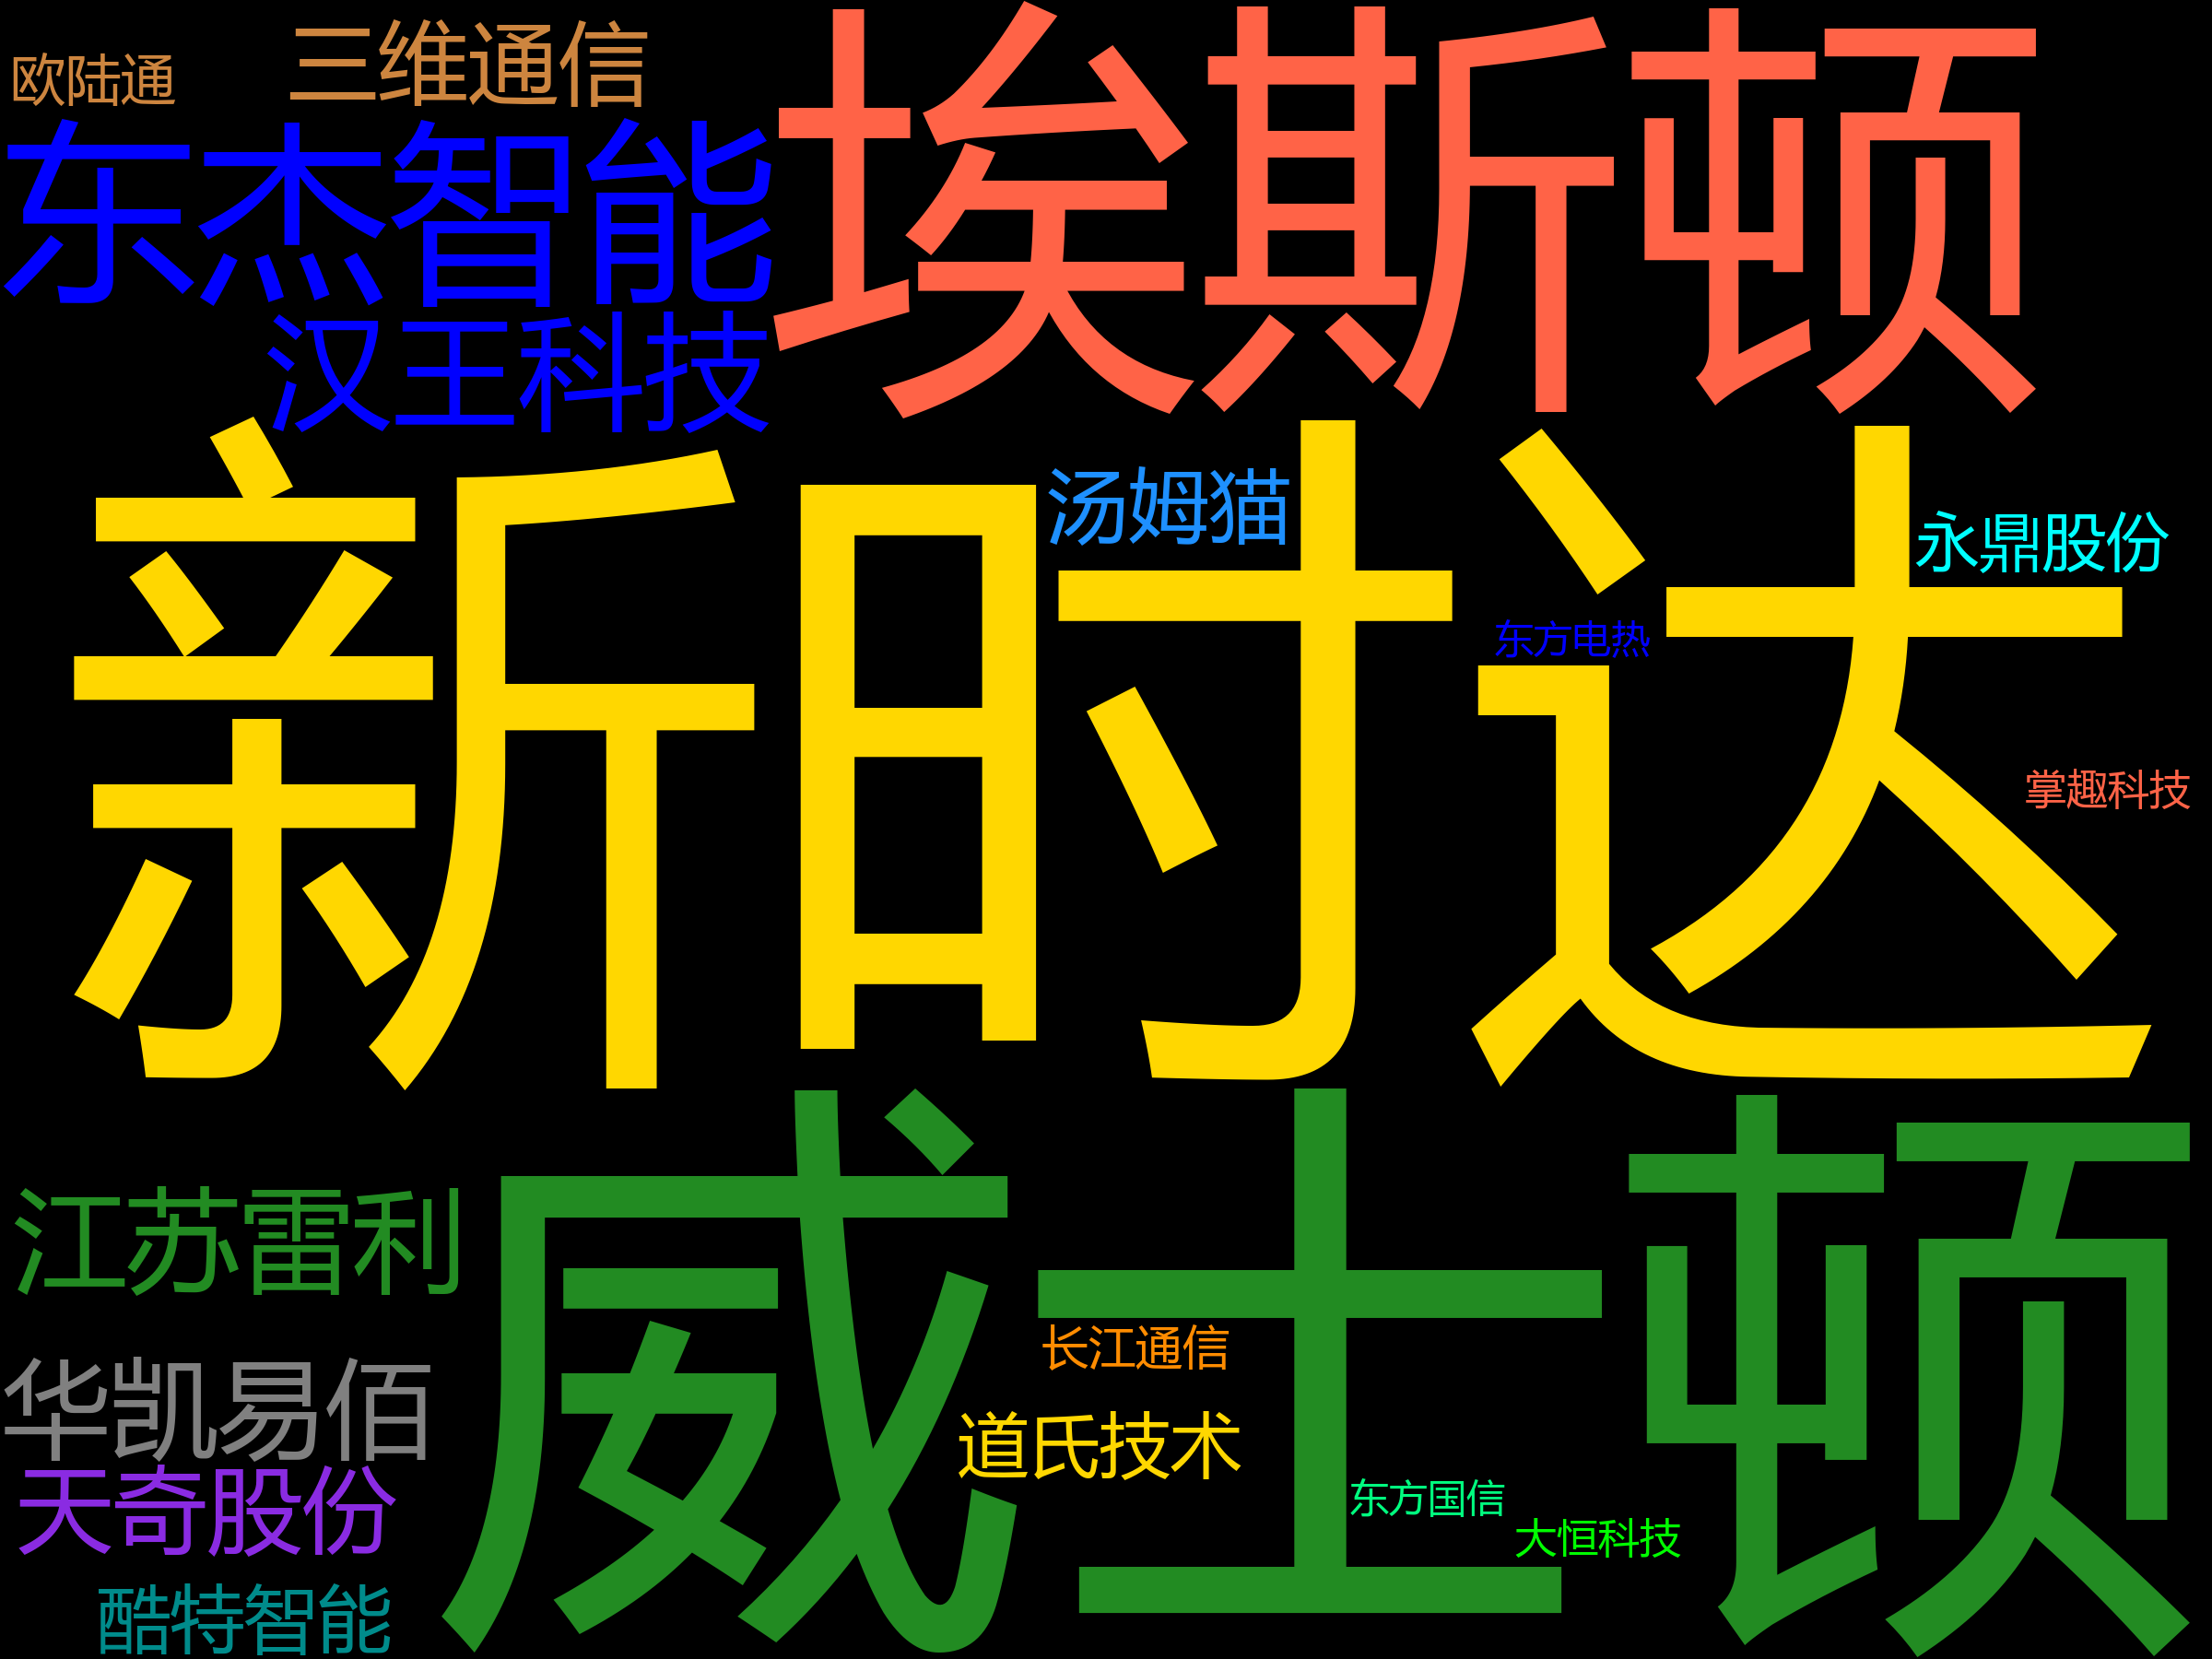 三维通信
欧陆通
埃斯顿
东杰智能
汉王科技
新时达
汤姆猫
永鼎股份
东方电热
掌趣科技
威士顿
江苏雷利
长江通信
华凯易佰
道氏技术
天奇股份
东方国信
大恒科技
酷特智能